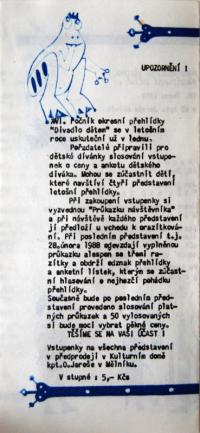 UPOZORNĚNÍ !
XVI. ročník okresní přehlídky
"Divadlo dětem" se v letošním
roce uskuteční už v lednu.
Pořadatelé připravili pro
dětské diváky slosování vstupe-
nek o ceny a anketu dětského
diváka. Mohou se zúčastnit děti,
které navštíví čtyři představení
letošní přehlídky.
Při zakoupení vstupenky si
vyzvednou "Průkazku návštěvníka"
a při návštěvě každého představení
ji předloží u vchodu k orazítková-
ní. Při posledním představení t.j.
28.února 1988 odevzdají vyplněnou
průkazku alespoň se třemi ra-
zítky a obdrží odznak přehlídky
a anketní lístek, kterým se zúčast-
ní hlasování o nejhezčí pohádku
přehlídky.
Současně bude po posledním před-
stavení provedeno slosování plat-
ných průkazek a 50 vylosovaných
si bude moci vybrat pěkné ceny.
TĚŠÍME SE NA VAŠI ÚČAST !
Vstupenky na všechna představení
v předprodeji v Kulturním domě
kpt.O.Jaroše v Mělníku.
Vstupné : 5,- Kčs